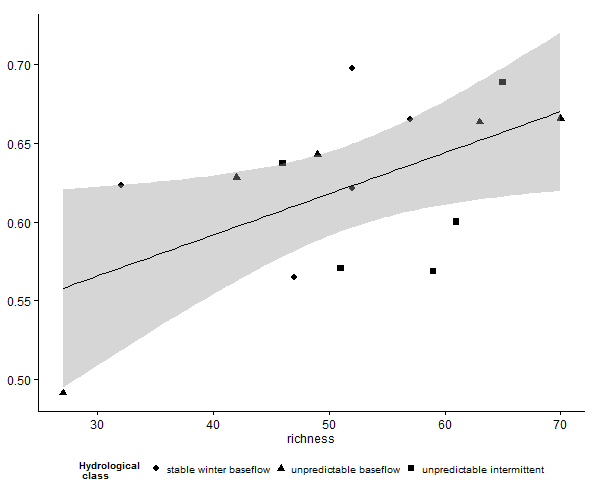 0.70
0.65
0.60
0.55
0.50
30 40 50 60 70
richness
Hydrological
class
stable winter baseflow unpredictable baseflow unpredictable intermittent